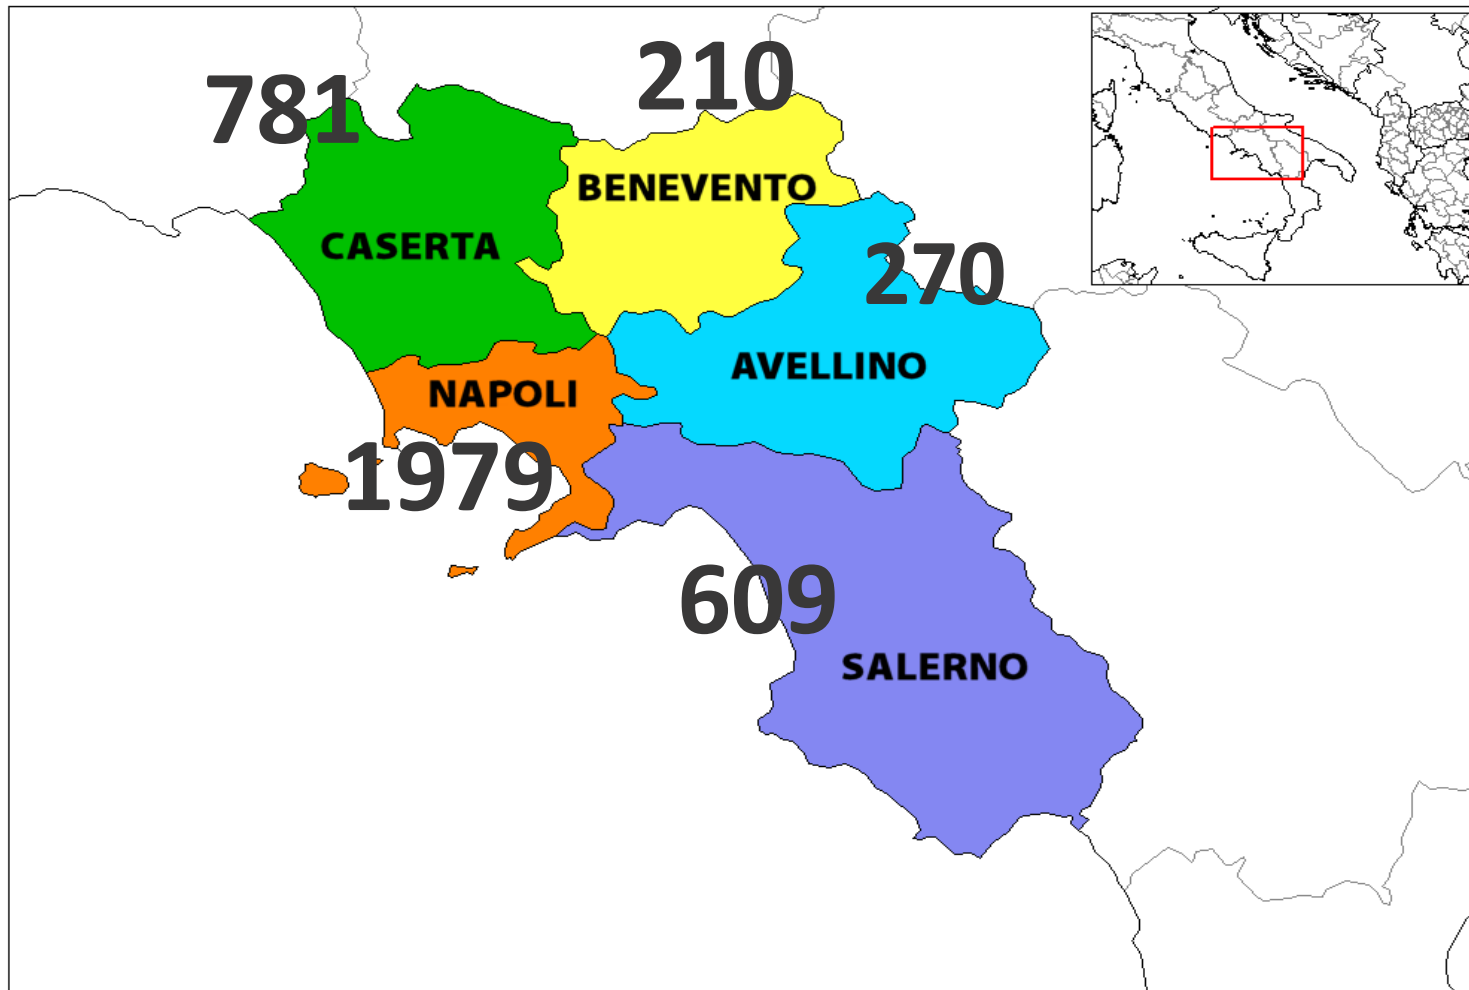 781
210
BENEVENTO
CASERTA
270
AVELLINO
NAPOLI
1979
609
SALERNO